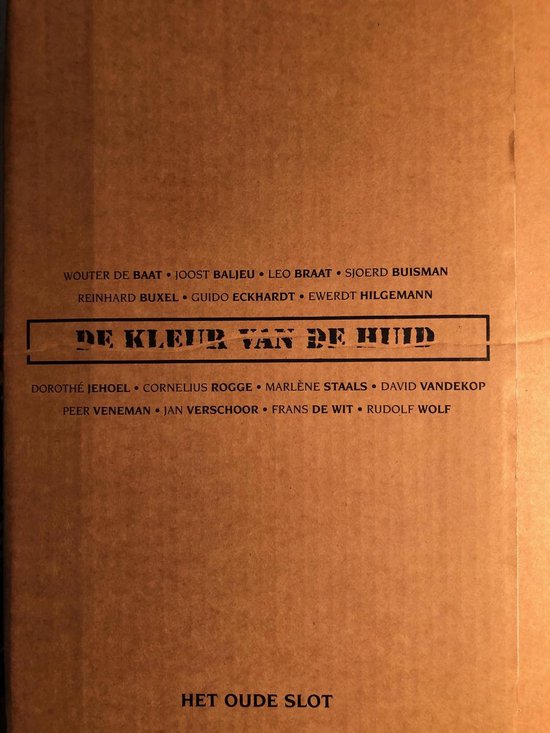 WOUTER DE BAAT • JOOST BALJEU • LEO BRAAT • SJOERD BUISMAN
REINHARD BUXEL • GUIDO ECKHARDT • EWERDT HILGEMANN
DE KLEUR VAN DE HUID
DOROTHÉ JEHOEL • CORNELIUS ROGGE • MARLÈNE STAALS • DAVID VANDEKOP
PEER VENEMAN • JAN VERSCHOOR • FRANS DE WIT • RUDOLF WOLF
HET OUDE SLOT